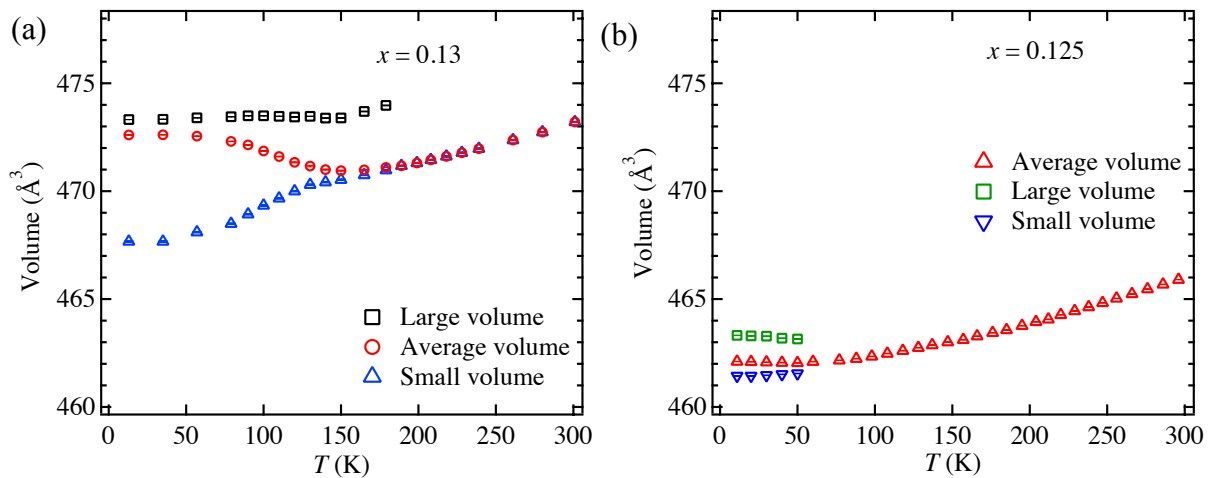 (a)
x = 0.13
475
470
465
460
Volume (Å3)
Large volume
Average volume
Small volume
0 50 100 150 200 250 300
T (K)
(b)
x = 0.125
475
470
465
460
Volume (Å3)
Average volume
Large volume
Small volume
0 50 100 150 200 250 300
T (K)